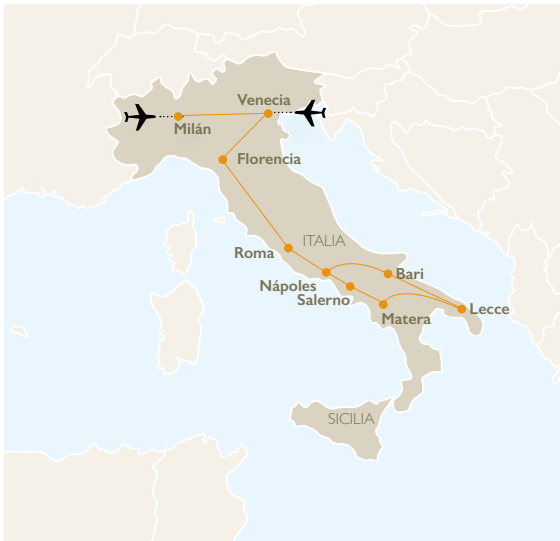 Venecia
Milán
Florencia
ITALIA
Roma
Bari
Nápoles
Salerno
Lecce
Matera
SICILIA